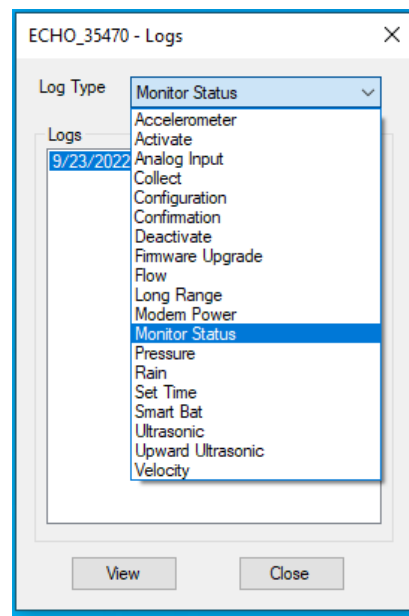 ECHO_35470 - Logs
Log Type
Monitor Status
Logs
9/23/2022
Accelerometer
Activate
Analog Input
Collect
Configuration
Confirmation
Deactivate
Firmware Upgrade
Flow
Long Range
Modem Power
Monitor Status
Pressure
Rain
Set Time
Smart Bat
Ultrasonic
Upward Ultrasonic
Velocity
View
Close